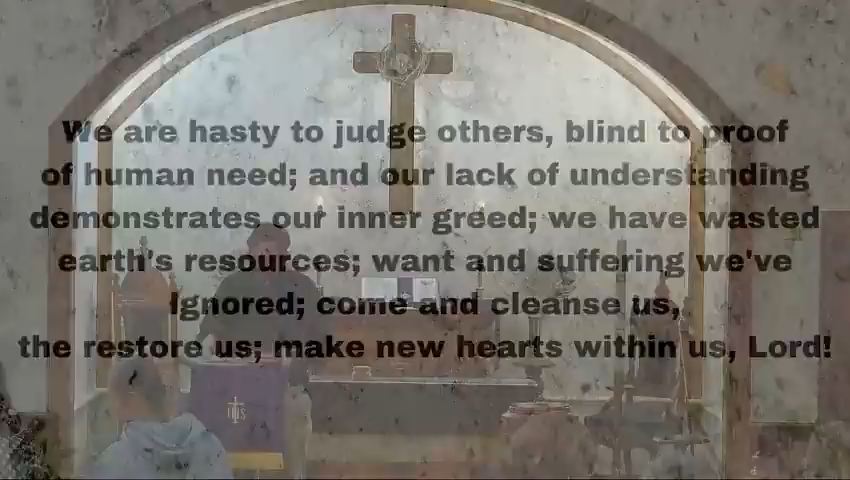 We are hasty to judge others, blind to proof
of human need; and our lack of understanding
demonstrates our inner greed; we have wasted
earth's resources; want and suffering we've
Ignored; come and cleanse us,
the restore us; make new hearts within us, Lord!
IHS